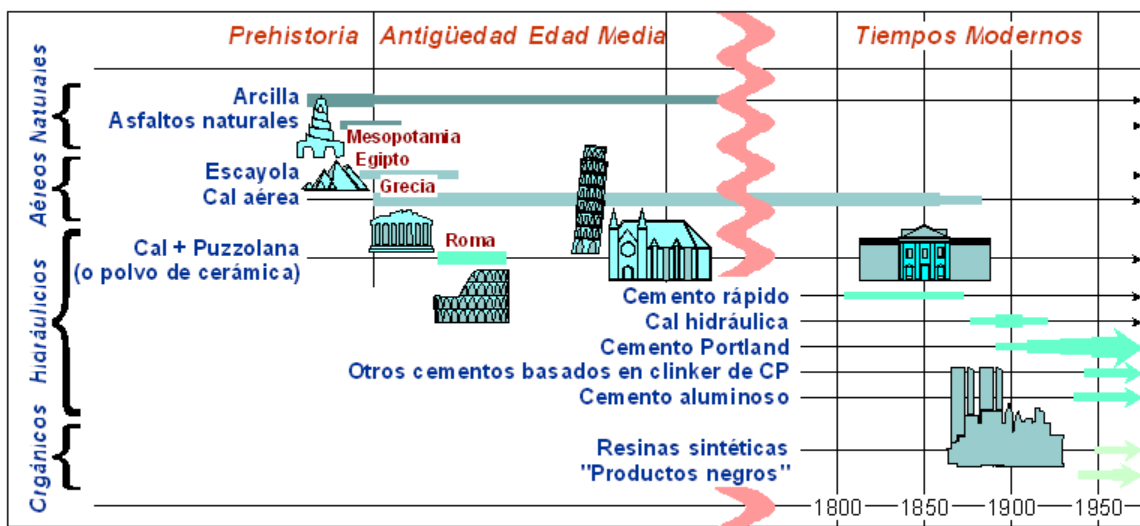 Prehistoria
Antigüedad Edad Media
Tiempos Modernos
Naturales
Arcilla
Asfaltos naturales
Mesopotamia
Aéreos
Egipto
Escayola
Grecia
Cal aérea
Hidráulicios
Cal + Puzzolana
(o polvo de cerámica)
Roma
Cemento rápido
Cal hidráulica
Cemento Portland
Otros cementos basados en clinker de CP
Cemento aluminoso
Crgánicos
Resinas sintéticas
"Productos negros"
1800 1850 1900 1950